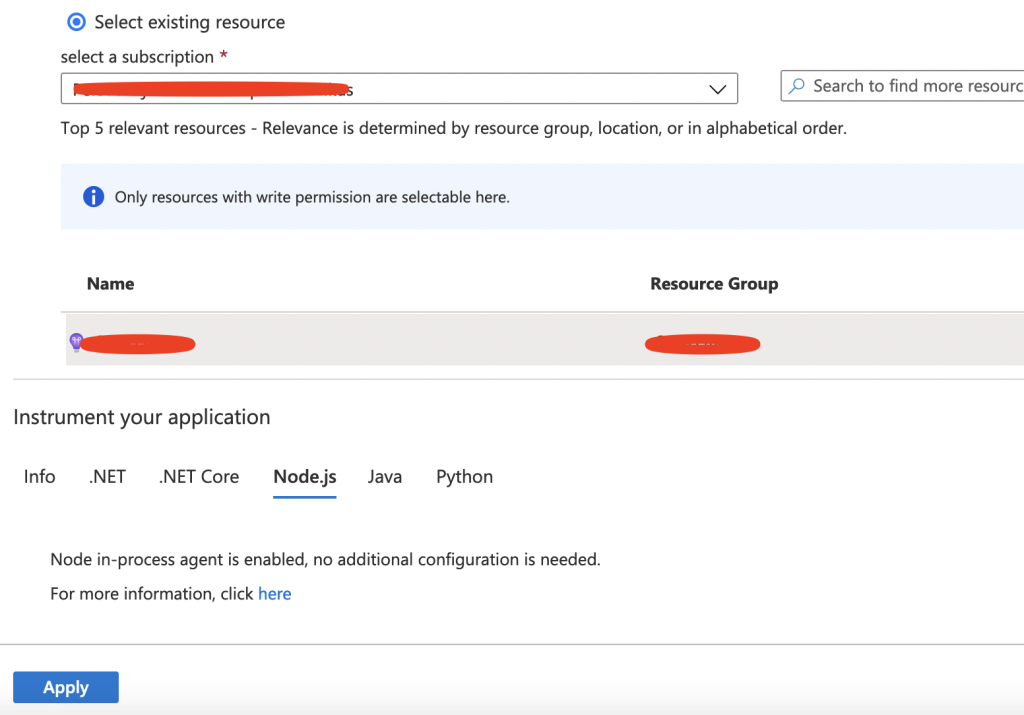 Select existing resource
select a subscription *
Search to find more resourc
Top 5 relevant resources - Relevance is determined by resource group, location, or in alphabetical order.
Only resources with write permission are selectable here.
Name Resource Group
Instrument your application
Info .NET .NET Core Node.js Java Python
Node in-process agent is enabled, no additional configuration is needed.
For more information, click here
Apply